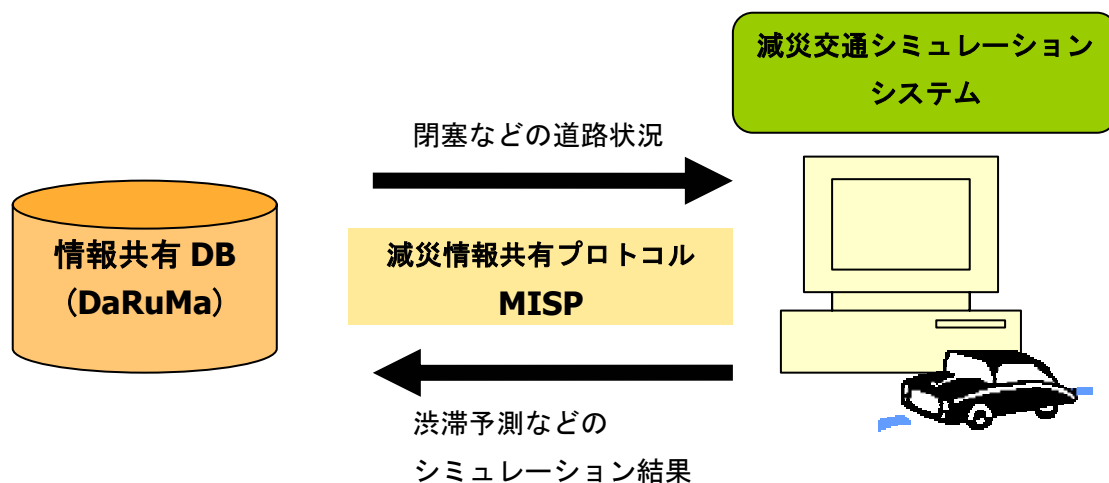 減災交通シミュレーション
システム
閉塞などの道路状況
情報共有 DB
（DaRuMa）
減災情報共有プロトコル
MISP
渋滞予測などの
シミュレーション結果